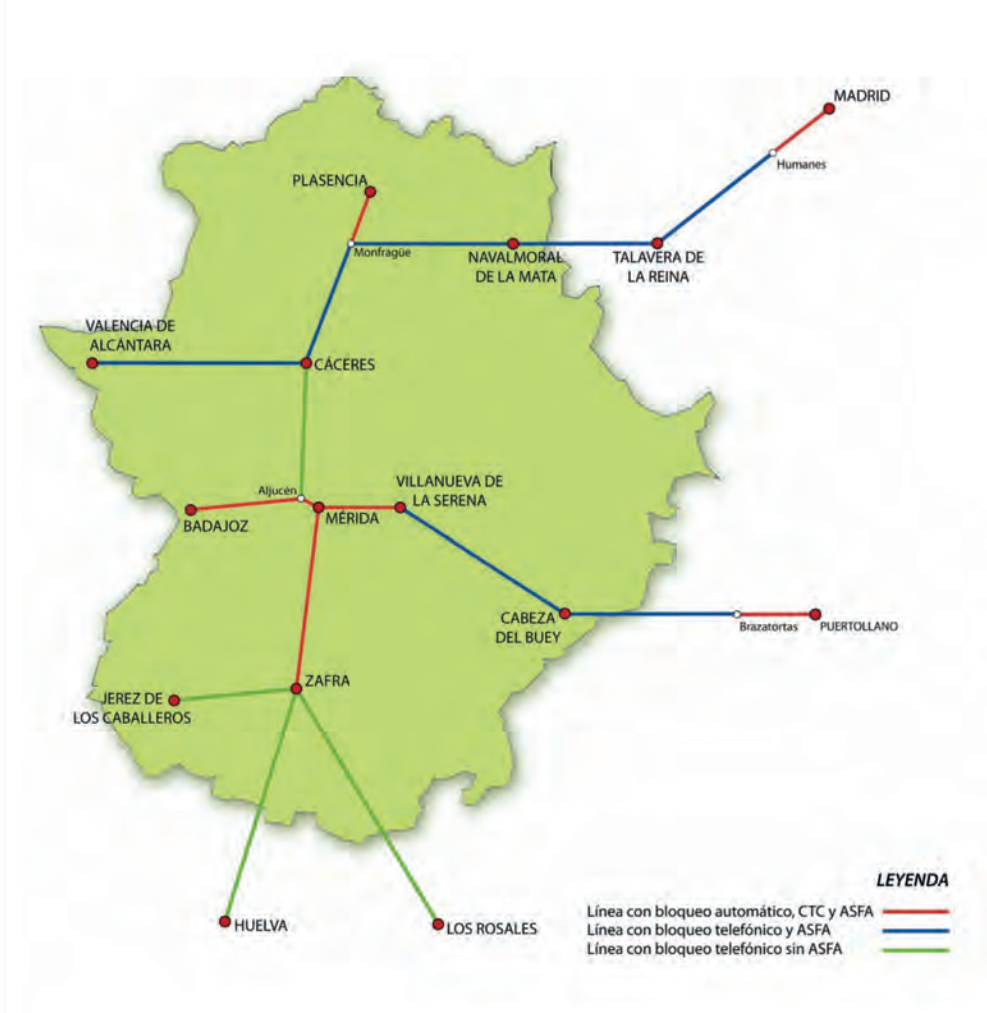 MADRID
Humanes
PLASENCIA
Monfragüe
NAVALMORAL
DE LA MATA
TALAVERA DE
LA REINA
VALENCIA DE
ALCÁNTARA
CÁCERES
Aljucén
VILLANUEVA DE
LA SERENA
BADAJOZ
MÉRIDA
CABEZA
DEL BUEY
Brazatortas
PUERTOLLANO
ZAFRA
JEREZ DE
LOS CABALLEROS
HUELVA
LOS ROSALES
LEYENDA
Línea con bloqueo automático, CTC y ASFA
Línea con bloqueo telefónico y ASFA
Línea con bloqueo telefónico sin ASFA